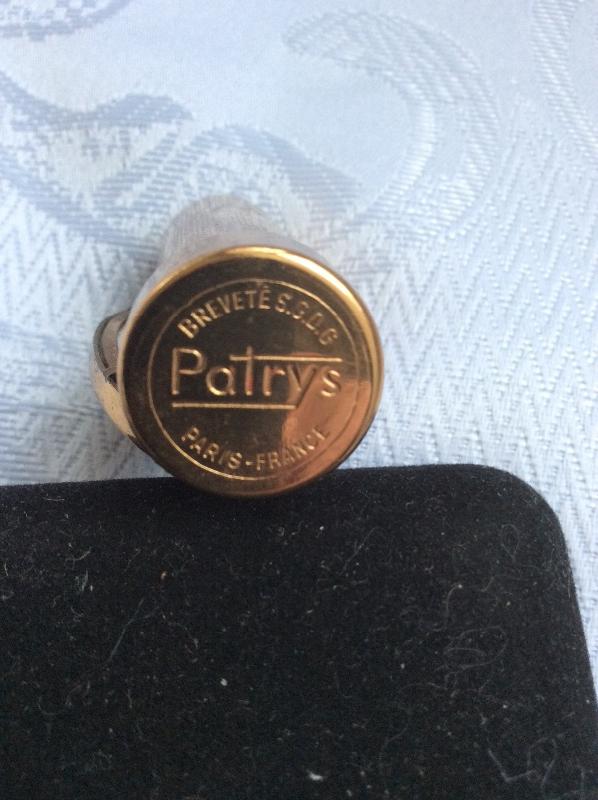 BREVETÉ S.G.D.G
Patrys
PARIS-FRANCE